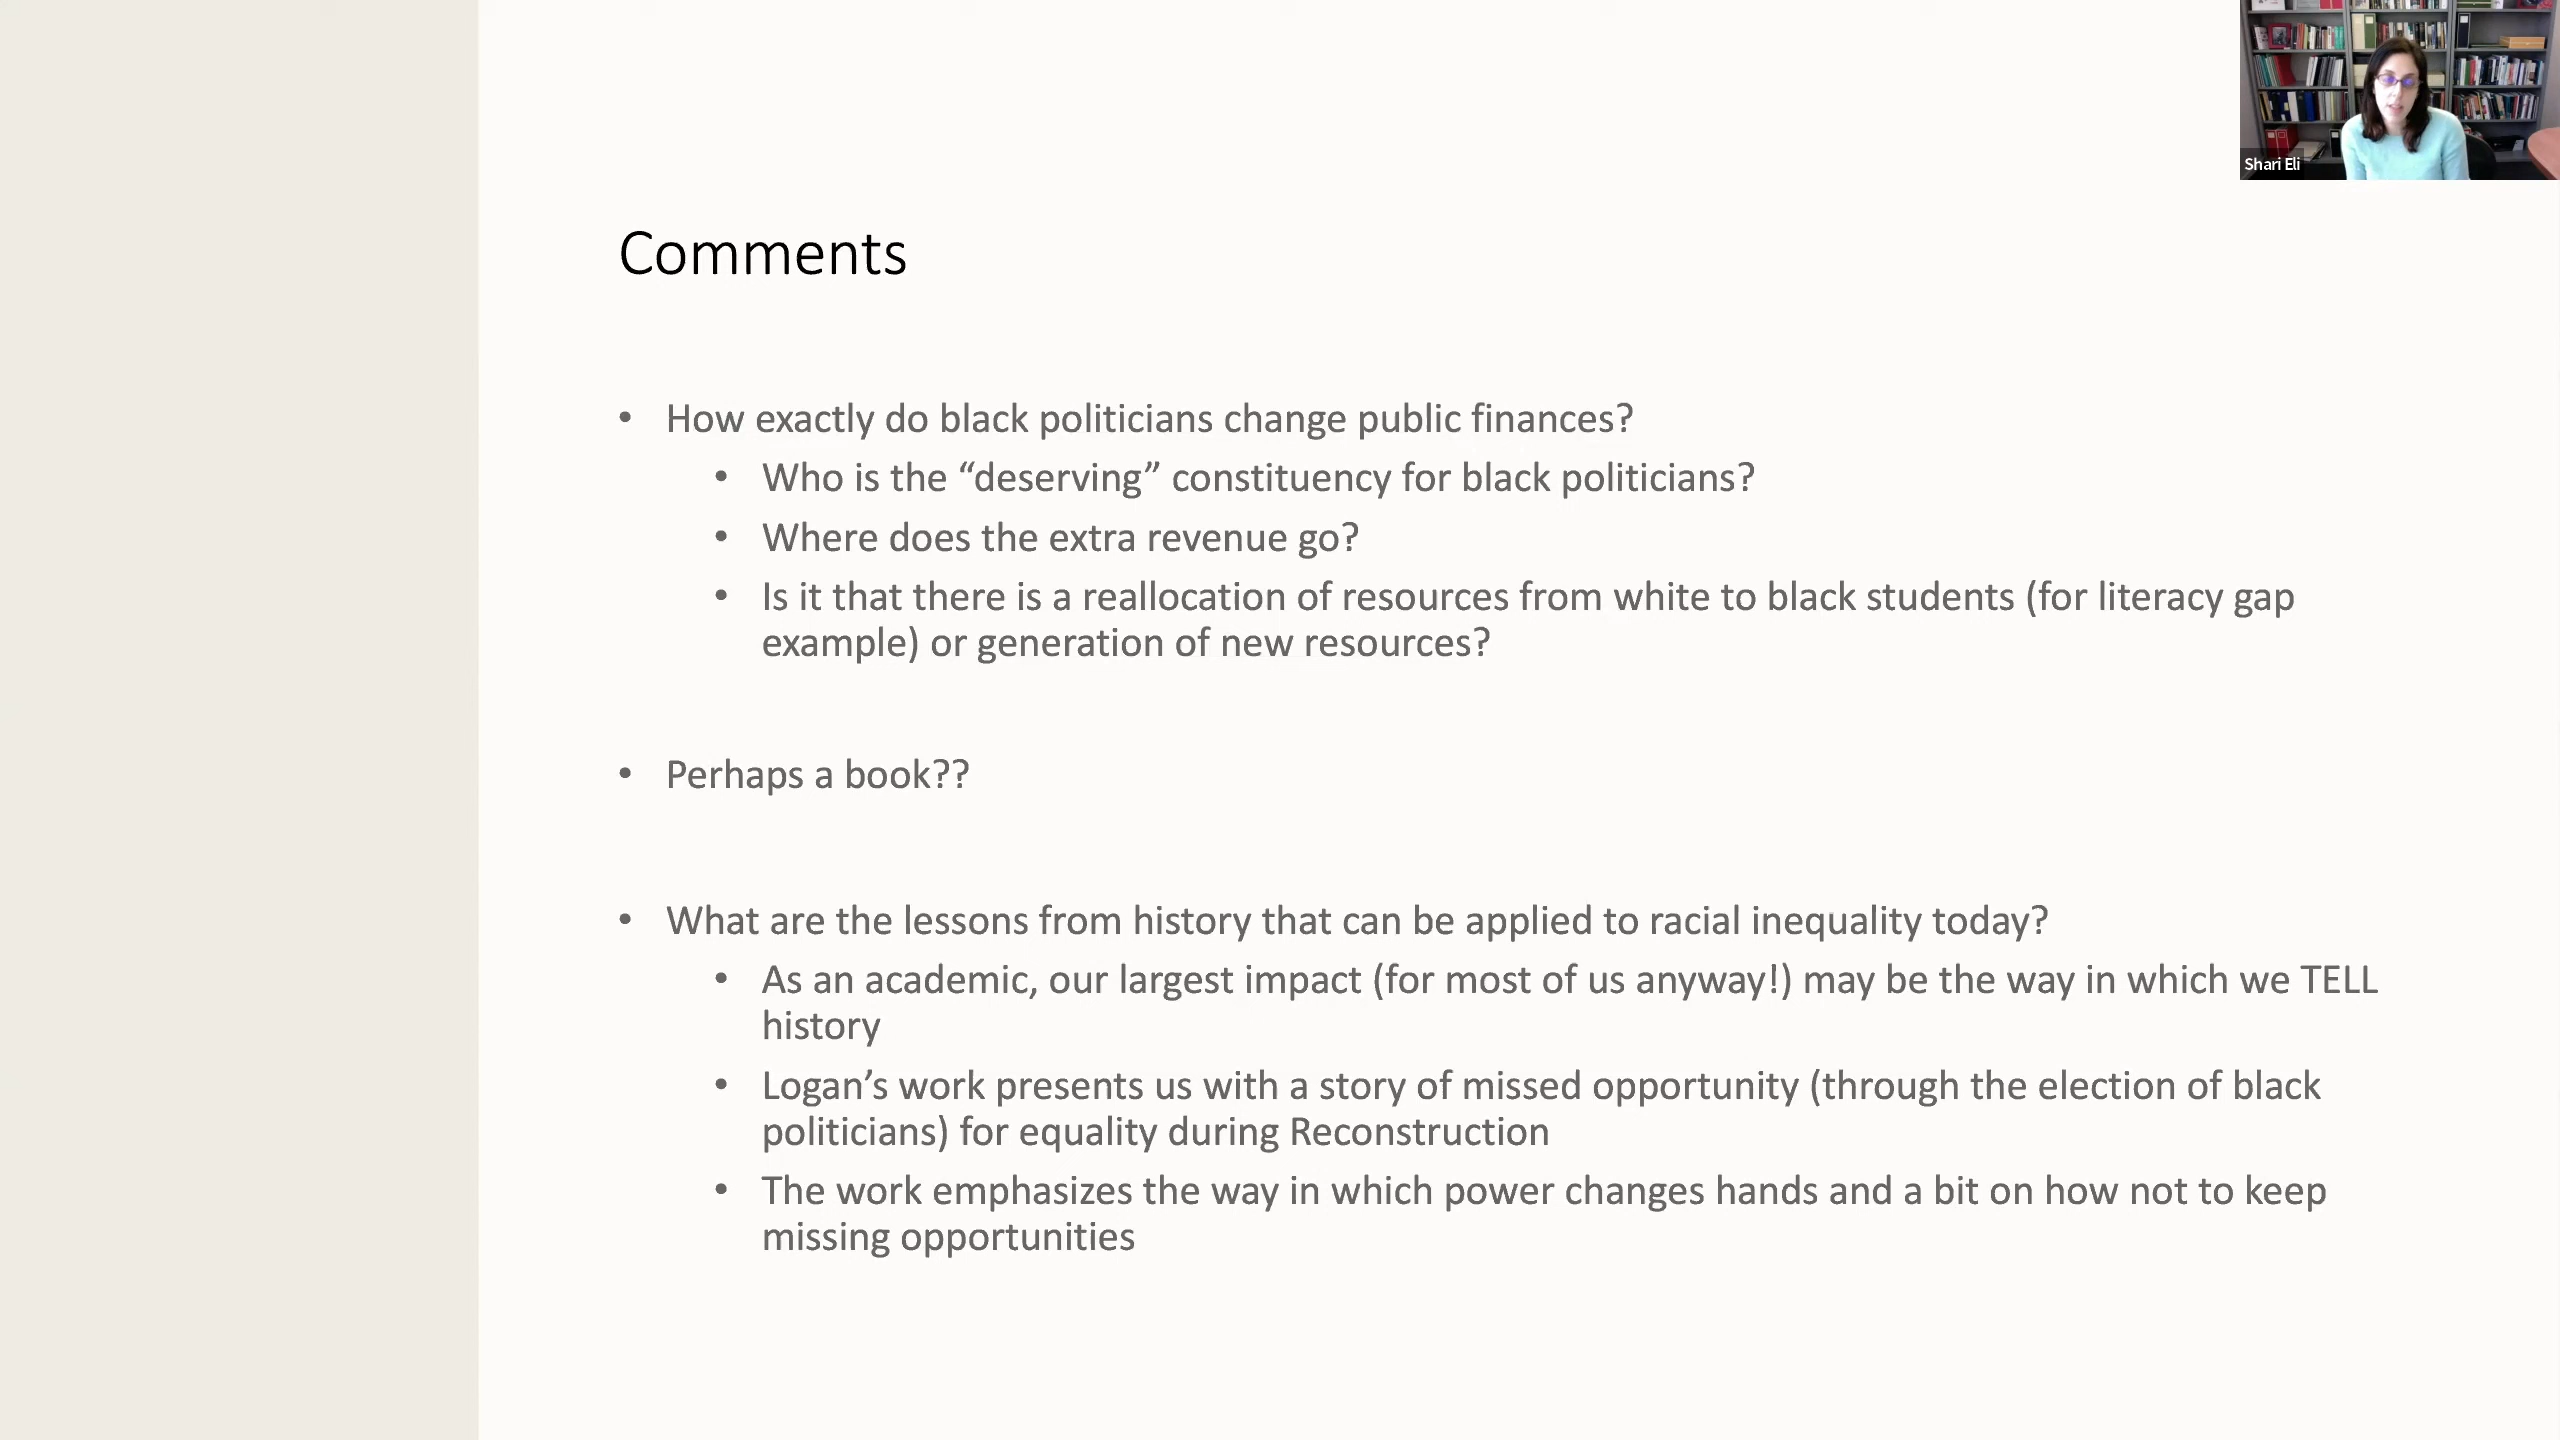 Shari Eli
Comments
• How exactly do black politicians change public finances?
• Who is the “deserving” constituency for black politicians?
• Where does the extra revenue go?
• Is it that there is a reallocation of resources from white to black students (for literacy gap
example) or generation of new resources?
• Perhaps a book??
• What are the lessons from history that can be applied to racial inequality today?
• As an academic, our largest impact (for most of us anyway!) may be the way in which we TELL
history
• Logan’s work presents us with a story of missed opportunity (through the election of black
politicians) for equality during Reconstruction
• The work emphasizes the way in which power changes hands and a bit on how not to keep
missing opportunities